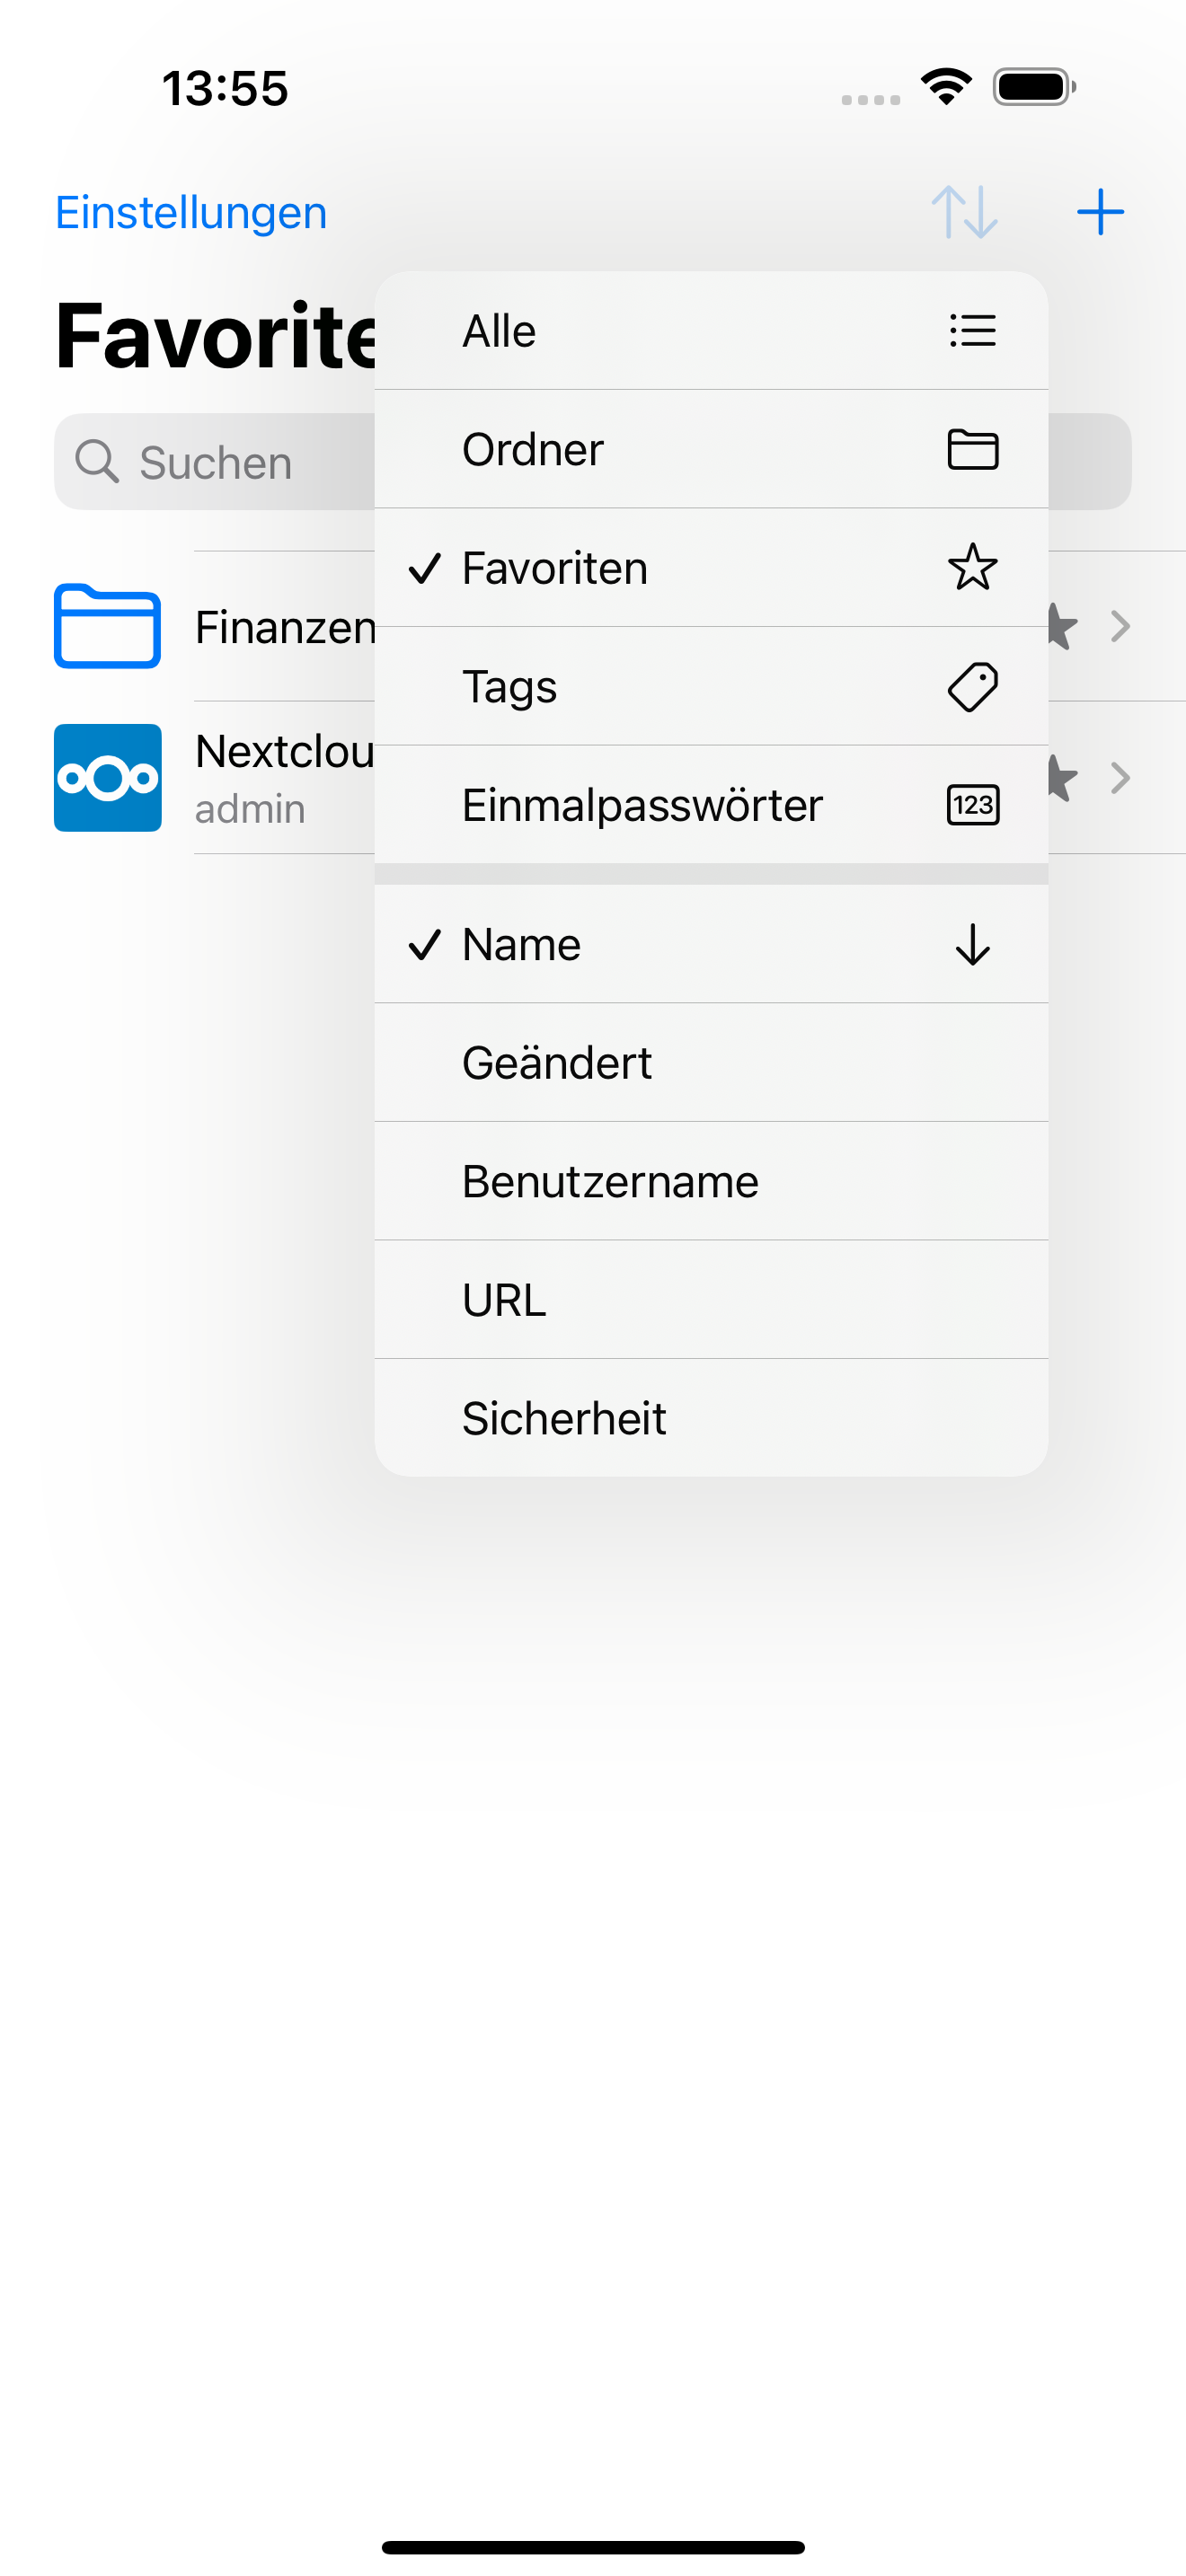 13:55
Einstellungen
Favorite
Suchen
Finanzen
Nextclou
admin
Alle
Ordner
Favoriten
Tags
Einmalpasswörter
123
Name
Geändert
Benutzername
URL
Sicherheit